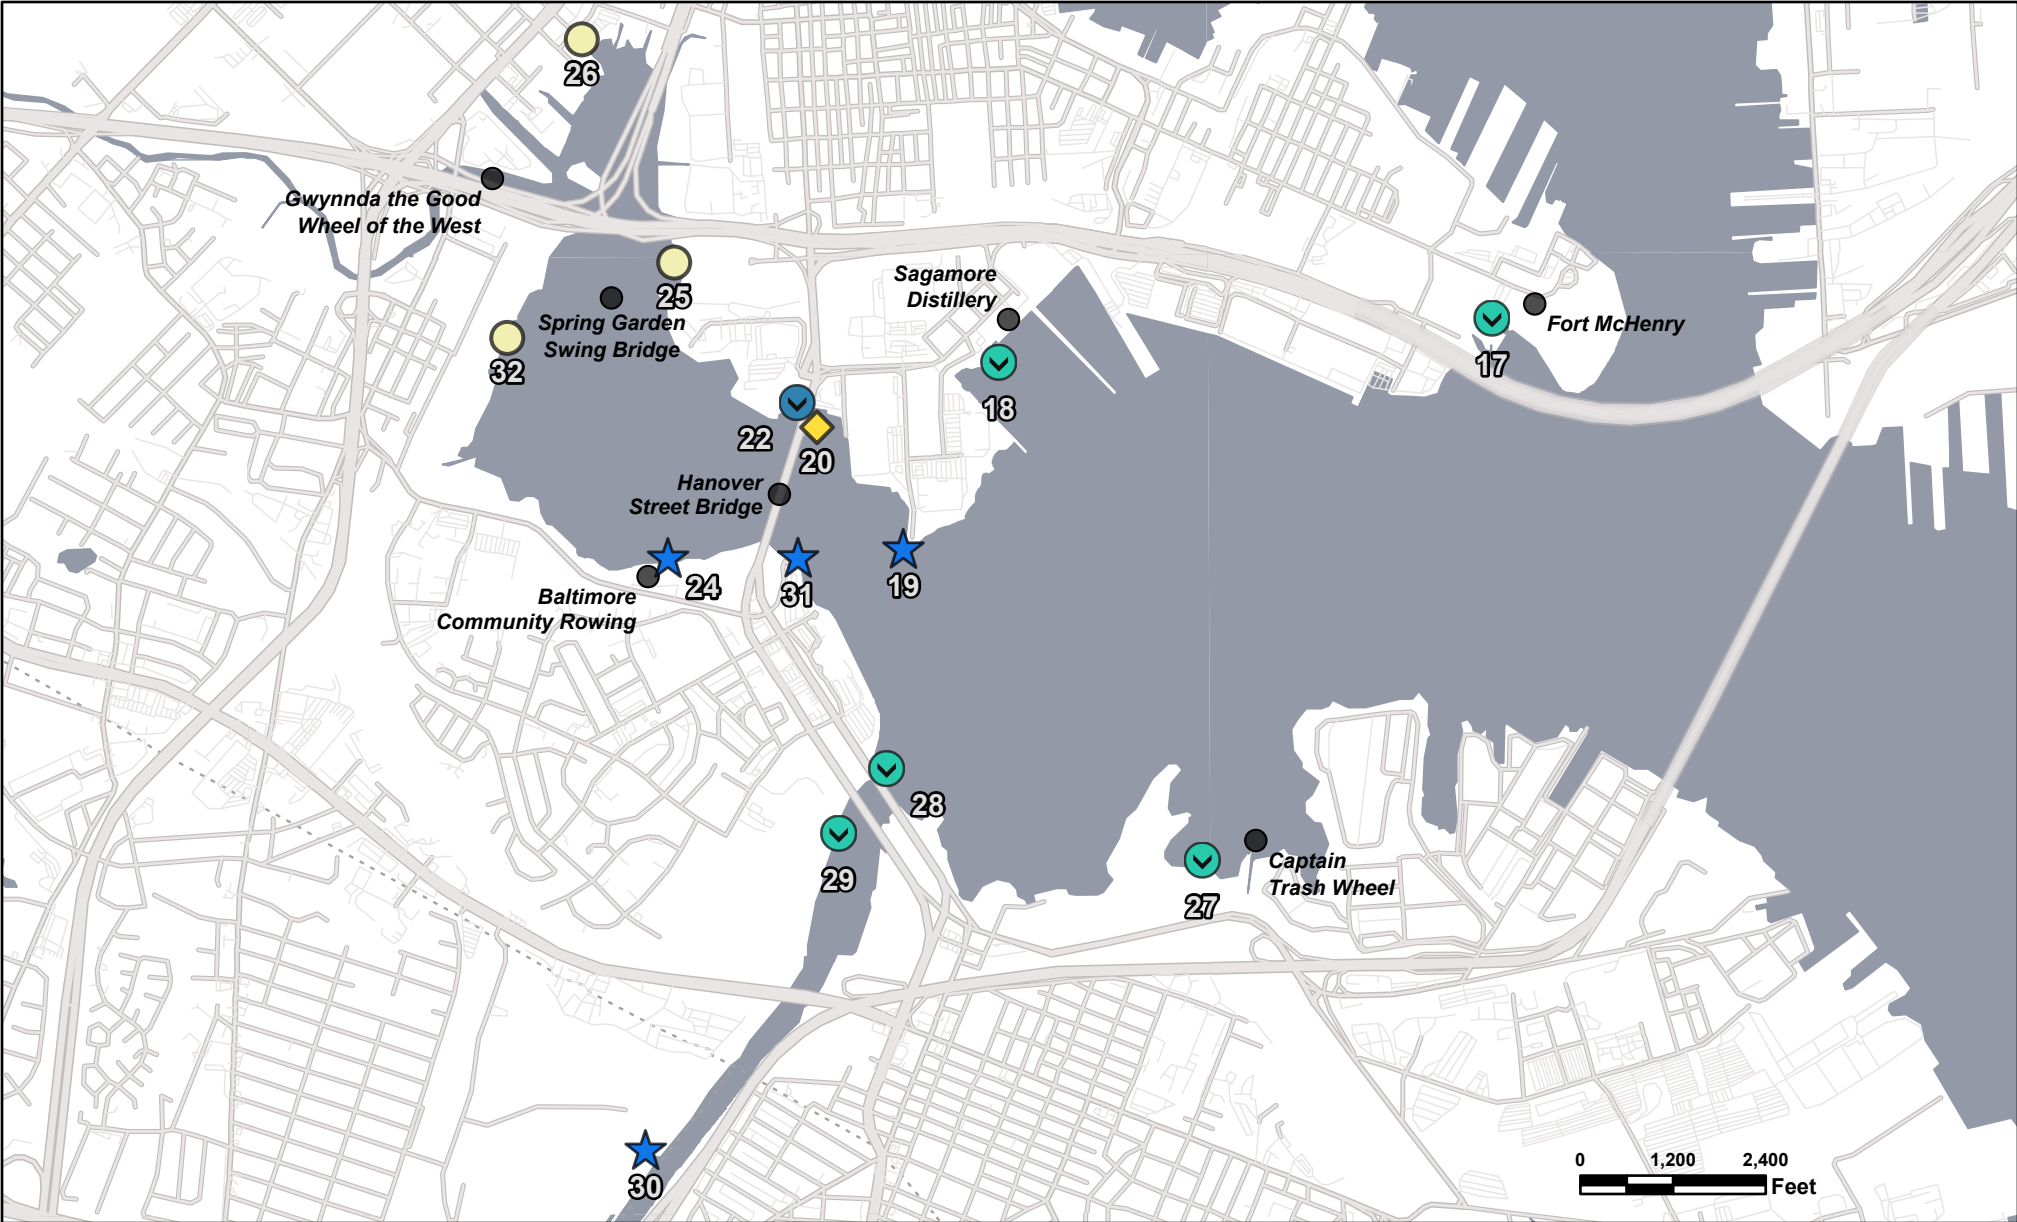 26
Gwynnda the Good
Wheel of the West
25
Spring Garden
Swing Bridge
32
Sagamore
Distillery
18
17
Fort McHenry
22
20
Hanover
Street Bridge
24
31
19
Baltimore
Community Rowing
28
29
27
Captain
Trash Wheel
30
0 1,200 2,400
Feet